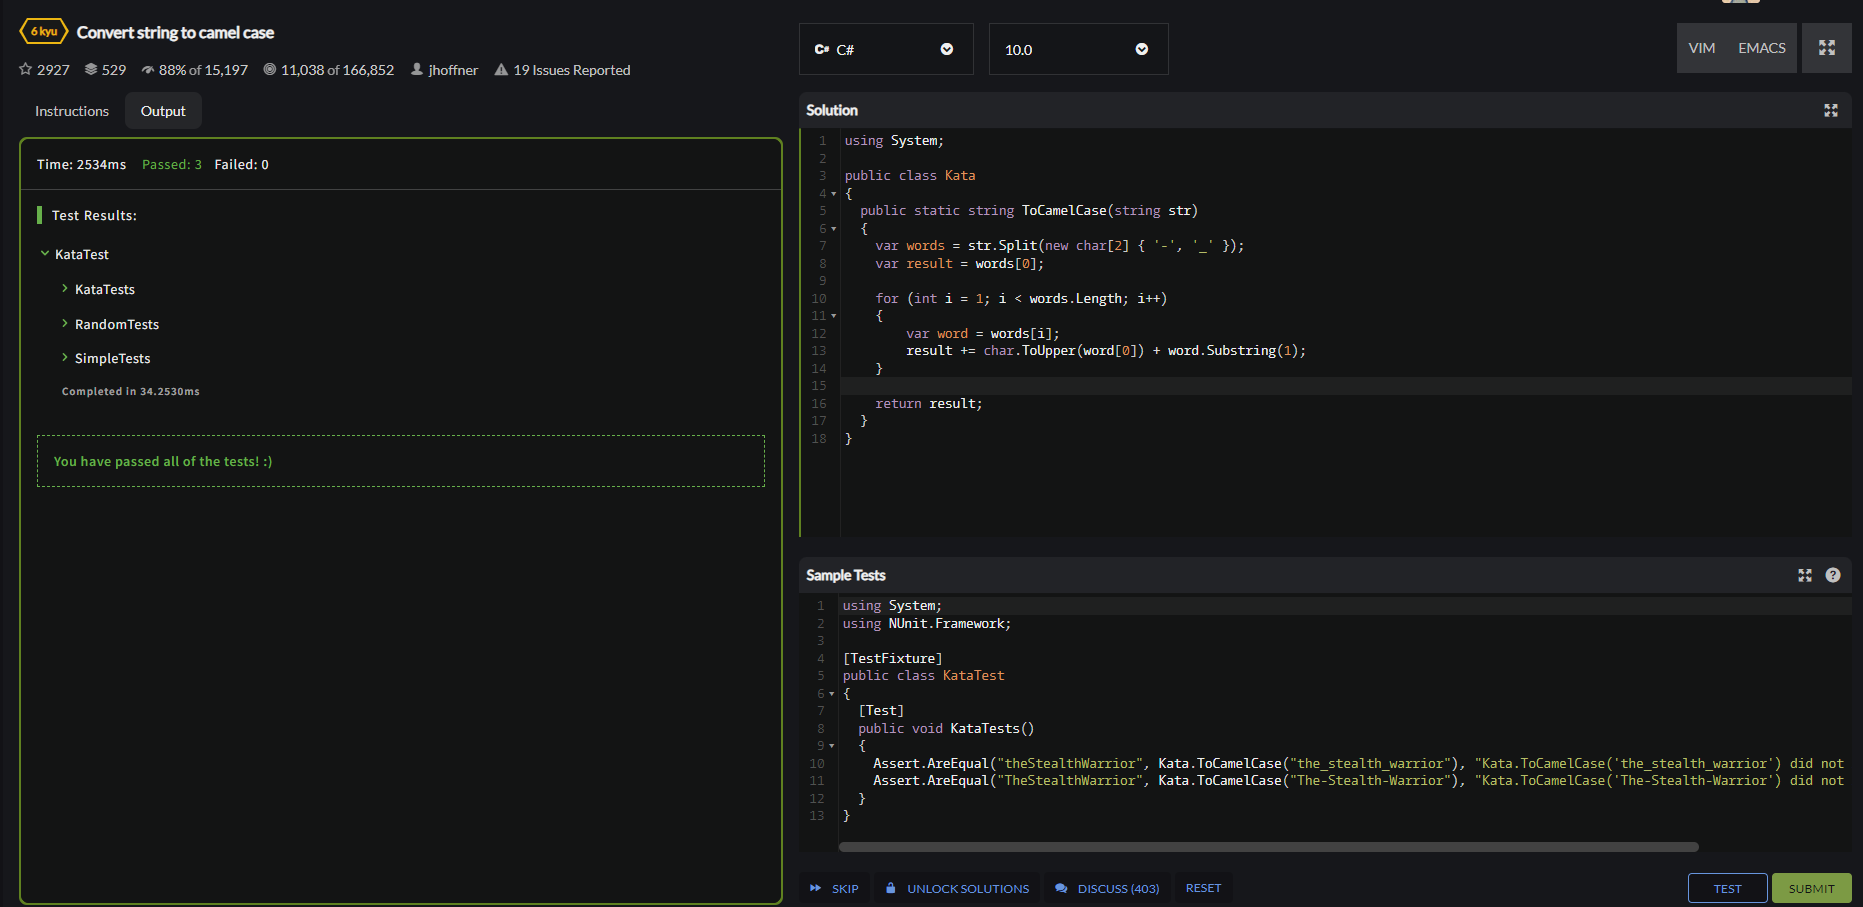 6 kyu Convert string to camel case
2927 529 88% of 15,197 11,038 of 166,852 jhoffner 19 Issues Reported
Instructions Output
Time: 2534ms Passed: 3 Failed: 0
Test Results:
KataTest
KataTests
RandomTests
SimpleTests
Completed in 34.2530ms
You have passed all of the tests! :)
C# C# 10.0 VIM EMACS
Solution
1 using System;
2
3 public class Kata
4 {
5 public static string ToCamelCase(string str)
6 {
7 var words = str.Split(new char[2] { '-', '_' });
8 var result = words[0];
9
10 for (int i = 1; i < words.Length; i++)
11 {
12 var word = words[i];
13 result += char.ToUpper(word[0]) + word.Substring(1);
14 }
15
16 return result;
17 }
18 }
Sample Tests ?
1 using System;
2 using NUnit.Framework;
3
4 [TestFixture]
5 public class KataTest
6 {
7 [Test]
8 public void KataTests()
9 {
10 Assert.AreEqual("theStealthWarrior", Kata.ToCamelCase("the_stealth_warrior"), "Kata.ToCamelCase('the_stealth_warrior') did not
11 Assert.AreEqual("TheStealthWarrior", Kata.ToCamelCase("The-Stealth-Warrior"), "Kata.ToCamelCase('The-Stealth-Warrior') did not
12 }
13 }
SKIP UNLOCK SOLUTIONS DISCUSS (403) RESET TEST SUBMIT